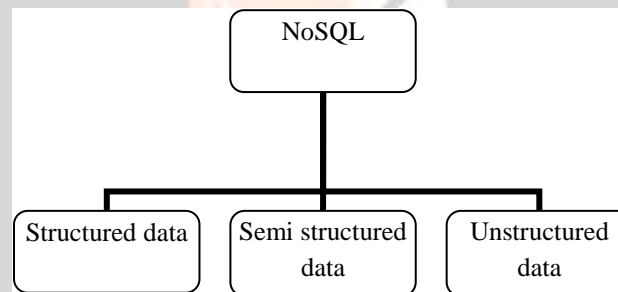 NoSQL
Structured data
Semi structured
data
Unstructured
data